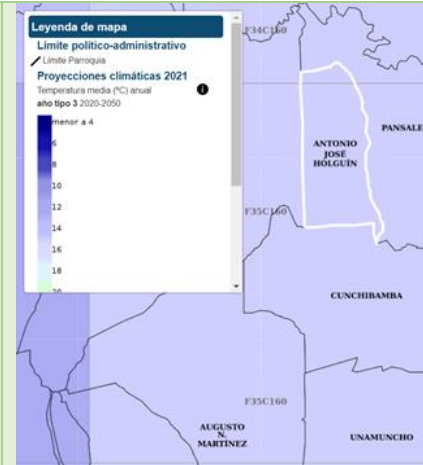 Leyenda de mapa
Límite político-administrativo
Límite Parroquia
Proyecciones climáticas 2021
Temperatura media (ºC) anual
año tipo 3 2020-2050
menor a 4
6
8
10
12
14
16
18
20
F34C160
PANSALE
ANTONIO
JOSÉ
HOLGUÍN
F35C160
CUNCHIBAMBA
F35C160
AUGUSTO
N.
MARTÍNEZ
UNAMUNCHO